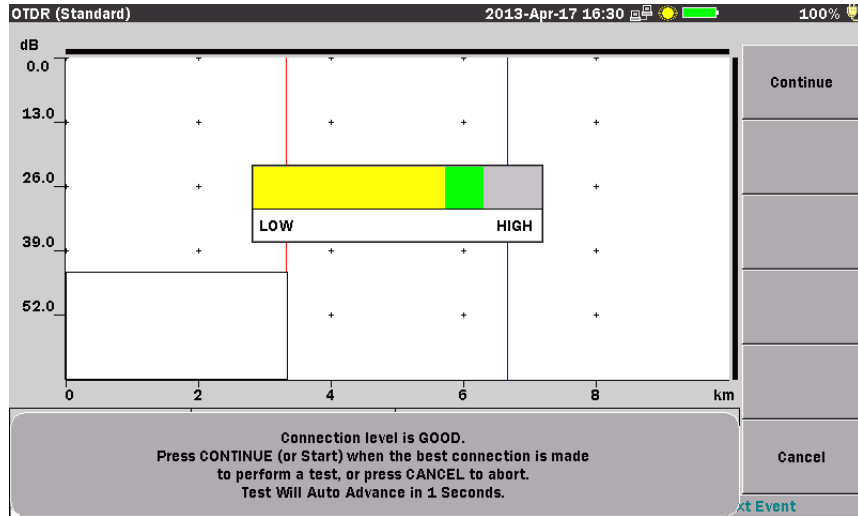 OTDR (Standard) 2013-Apr-17 16:30 100%
dB
0.0
Continue
13.0
26.0
LOW HIGH
39.0
52.0
0 2 4 6 8 km
Connection level is GOOD.
Press CONTINUE (or Start) when the best connection is made
to perform a test, or press CANCEL to abort.
Test Will Auto Advance in 1 Seconds.
Cancel
Event